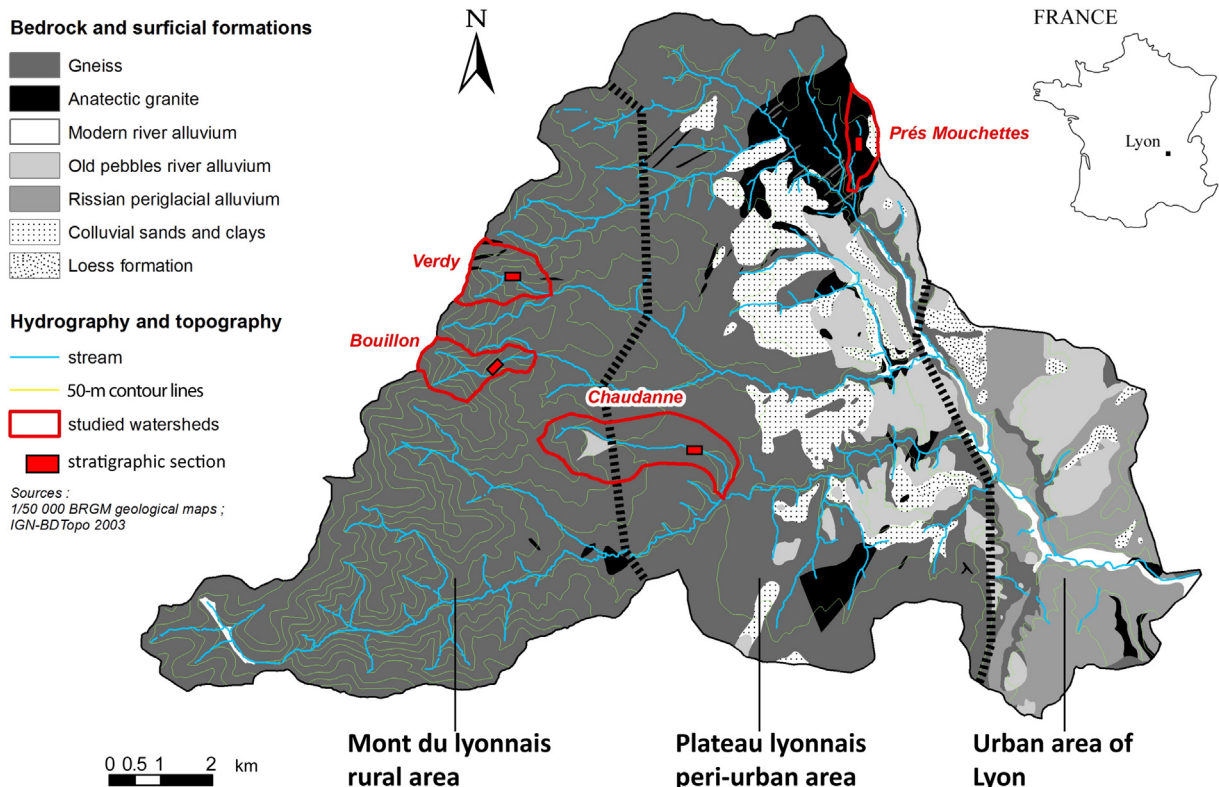 Bedrock and surficial formations
Gneiss
Anatectic granite
Modern river alluvium
Old pebbles river alluvium
Rissian periglacial alluvium
Colluvial sands and clays
Loess formation
Hydrography and topography
stream
50-m contour lines
studied watersheds
stratigraphic section
Sources :
1/50 000 BRGM geological maps ;
IGN-BDTopo 2003
0 0.5 1 2 km
N
Verdy
Bouillon
Chaudanne
Prés Mouchettes
FRANCE
Lyon
Mont du lyonnais
rural area
Plateau lyonnais
peri-urban area
Urban area of
Lyon